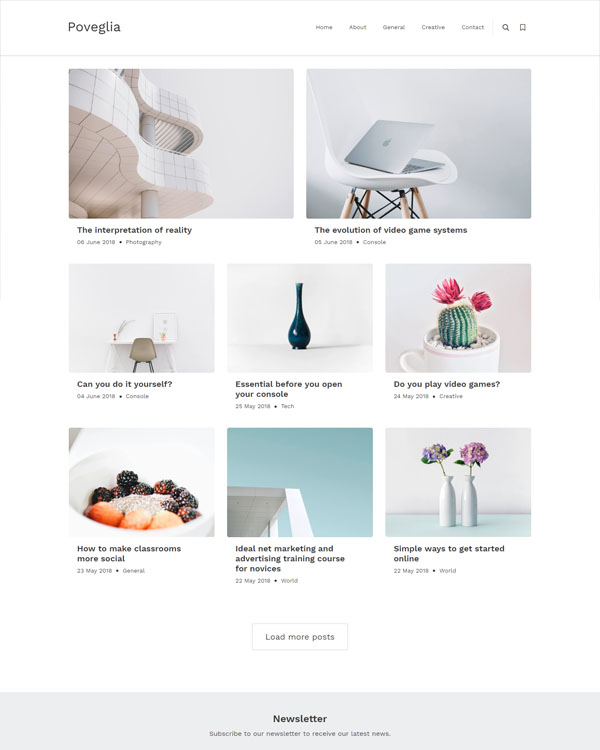 Poveglia
Home About General Creative Contact
The interpretation of reality
06 June 2018 • Photography
The evolution of video game systems
05 June 2018 • Console
Can you do it yourself?
04 June 2018 • Console
Essential before you open
your console
25 May 2018 • Tech
Do you play video games?
24 May 2018 • Creative
How to make classrooms
more social
23 May 2018 • General
Ideal net marketing and
advertising training course
for novices
22 May 2018 • World
Simple ways to get started
online
22 May 2018 • World
Load more posts
Newsletter
Subscribe to our newsletter to receive our latest news.